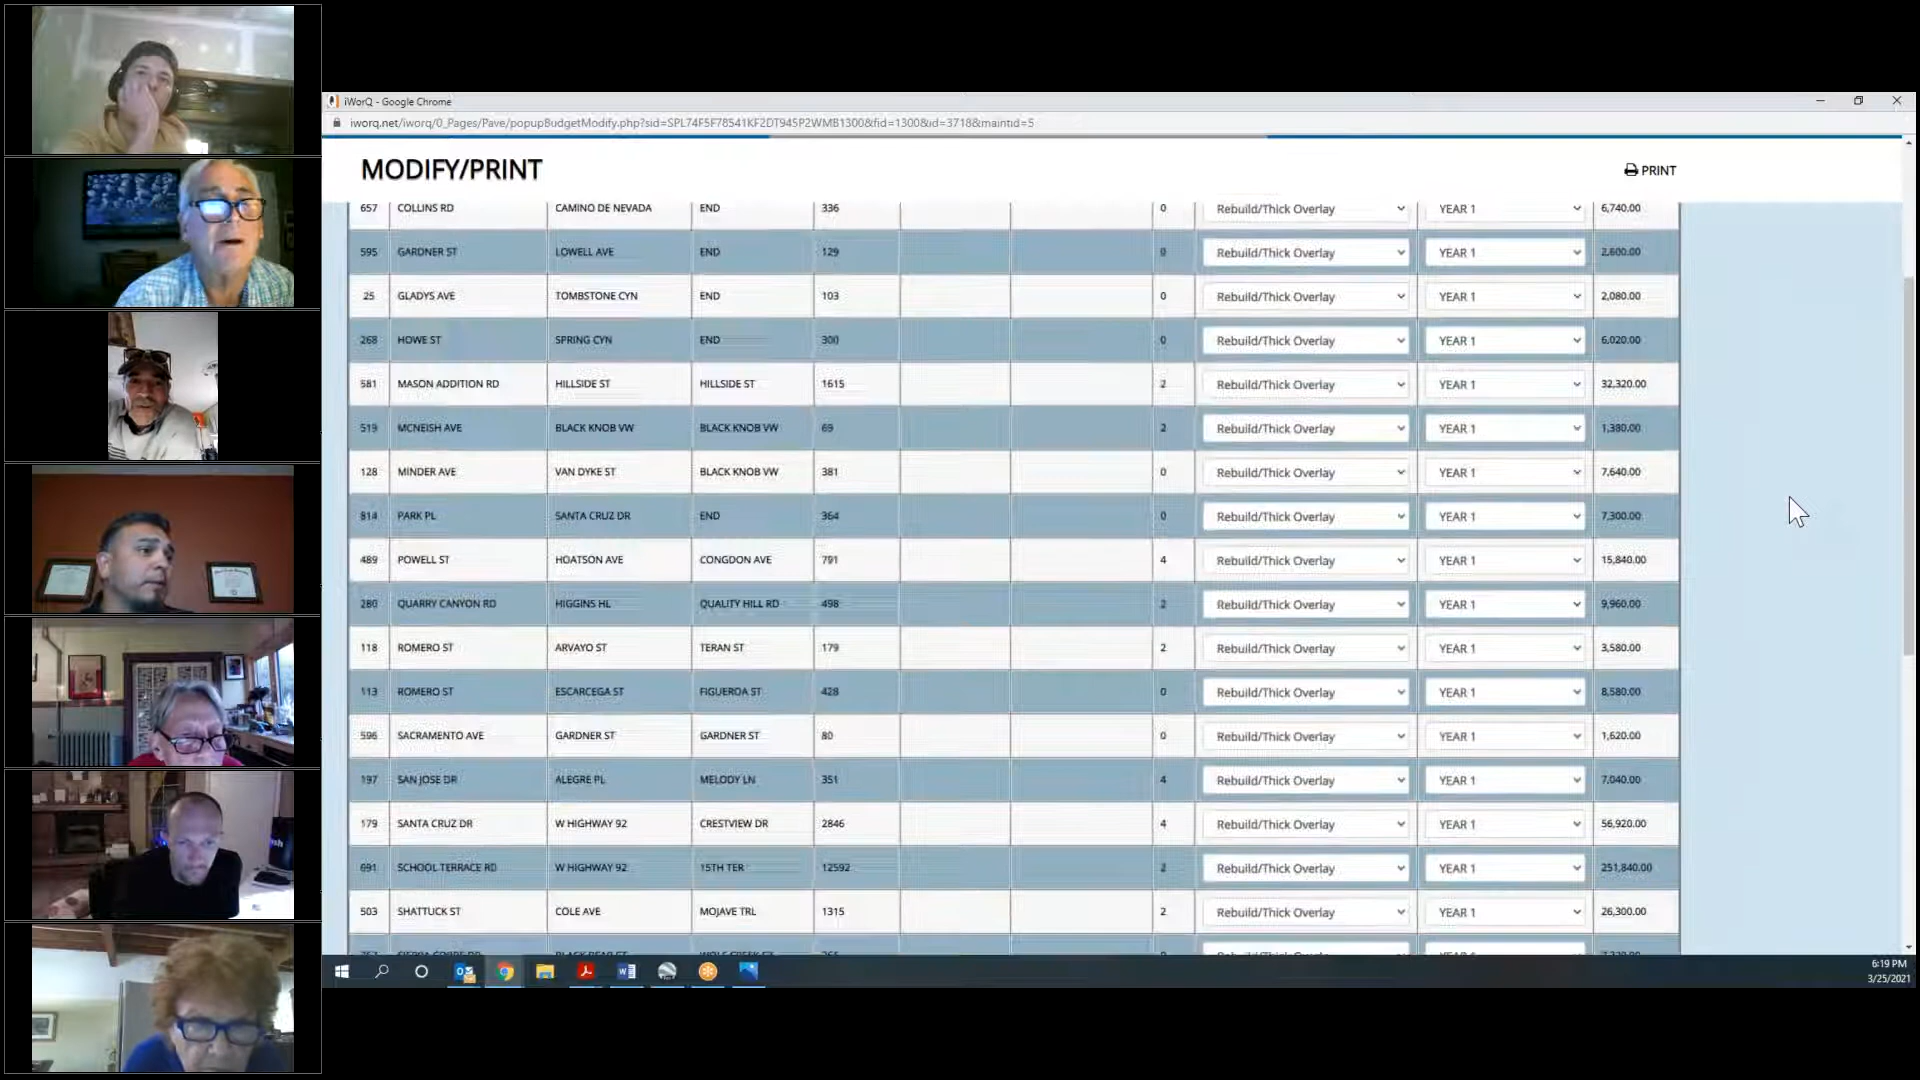 iWorQ - Google Chrome
iworq.net/iworq/0_Pages/Pave/popupBudgetModify.php?sid=SPL74F5F78541KF2DT945P2WMB1300&fid=1300&id=3718&maintid=5
MODIFY/PRINT
PRINT
657 COLLINS RD CAMINO DE NEVADA END 336 0 Rebuild/Thick Overlay YEAR 1 6,740.00
595 GARDNER ST LOWELL AVE END 129 0 Rebuild/Thick Overlay YEAR 1 2,600.00
25 GLADYS AVE TOMBSTONE CYN END 103 0 Rebuild/Thick Overlay YEAR 1 2,080.00
268 HOWE ST SPRING CYN END 300 0 Rebuild/Thick Overlay YEAR 1 6,020.00
581 MASON ADDITION RD HILLSIDE ST HILLSIDE ST 1615 2 Rebuild/Thick Overlay YEAR 1 32,320.00
519 MCNEISH AVE BLACK KNOB VW BLACK KNOB VW 69 2 Rebuild/Thick Overlay YEAR 1 1,380.00
128 MINDER AVE VAN DYKE ST BLACK KNOB VW 381 0 Rebuild/Thick Overlay YEAR 1 7,640.00
814 PARK PL SANTA CRUZ DR END 364 0 Rebuild/Thick Overlay YEAR 1 7,300.00
489 POWELL ST HOATSON AVE CONGDON AVE 791 4 Rebuild/Thick Overlay YEAR 1 15,840.00
280 QUARRY CANYON RD HIGGINS HL QUALITY HILL RD 498 2 Rebuild/Thick Overlay YEAR 1 9,960.00
118 ROMERO ST ARVAYO ST TERAN ST 179 2 Rebuild/Thick Overlay YEAR 1 3,580.00
113 ROMERO ST ESCARCEGA ST FIGUEROA ST 428 0 Rebuild/Thick Overlay YEAR 1 8,580.00
596 SACRAMENTO AVE GARDNER ST GARDNER ST 80 0 Rebuild/Thick Overlay YEAR 1 1,620.00
197 SAN JOSE DR ALEGRE PL MELODY LN 351 4 Rebuild/Thick Overlay YEAR 1 7,040.00
179 SANTA CRUZ DR W HIGHWAY 92 CRESTVIEW DR 2846 4 Rebuild/Thick Overlay YEAR 1 56,920.00
691 SCHOOL TERRACE RD W HIGHWAY 92 15TH TER 12592 2 Rebuild/Thick Overlay YEAR 1 251,840.00
503 SHATTUCK ST COLE AVE MOJAVE TRL 1315 2 Rebuild/Thick Overlay YEAR 1 26,300.00
6:19 PM
3/25/2021